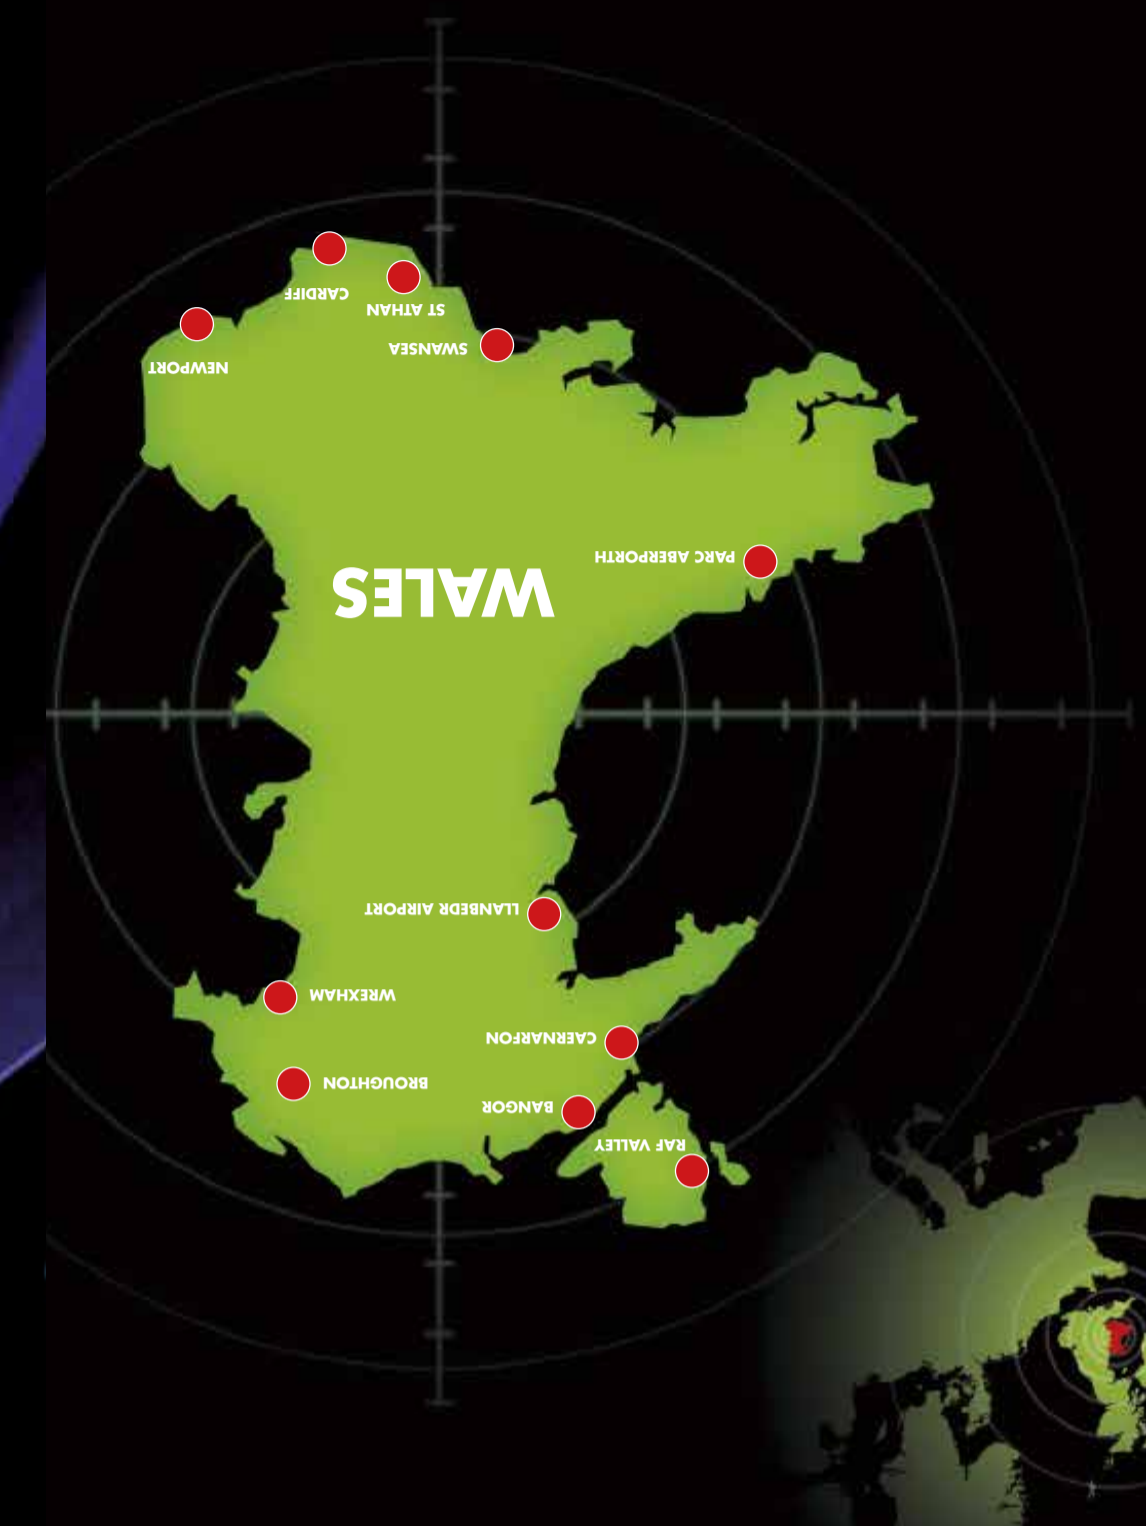 RAF VALLEY
BANGOR
BROUGHTON
CAERNARFON
WREXHAM
LLANBEDR AIRPORT
WALES
PARC ABERPORTH
NEWPORT
SWANSEA
ST ATHAN
CARDIFF